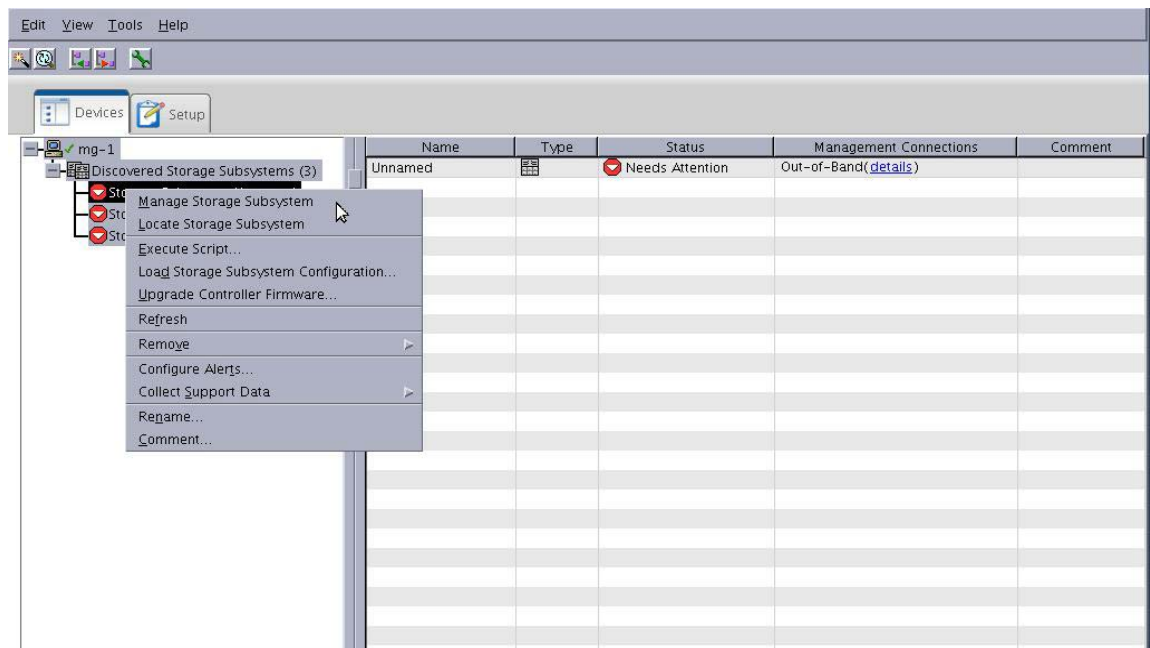 Edit View Tools Help
Devices Setup
mg-1
Discovered Storage Subsystems (3)
Name Type Status Management Connections Comment
Unnamed Needs Attention Out-of-Band(details)
Manage Storage Subsystem
Locate Storage Subsystem
Execute Script...
Load Storage Subsystem Configuration...
Upgrade Controller Firmware...
Refresh
Remove
Configure Alerts...
Collect Support Data
Rename...
Comment...